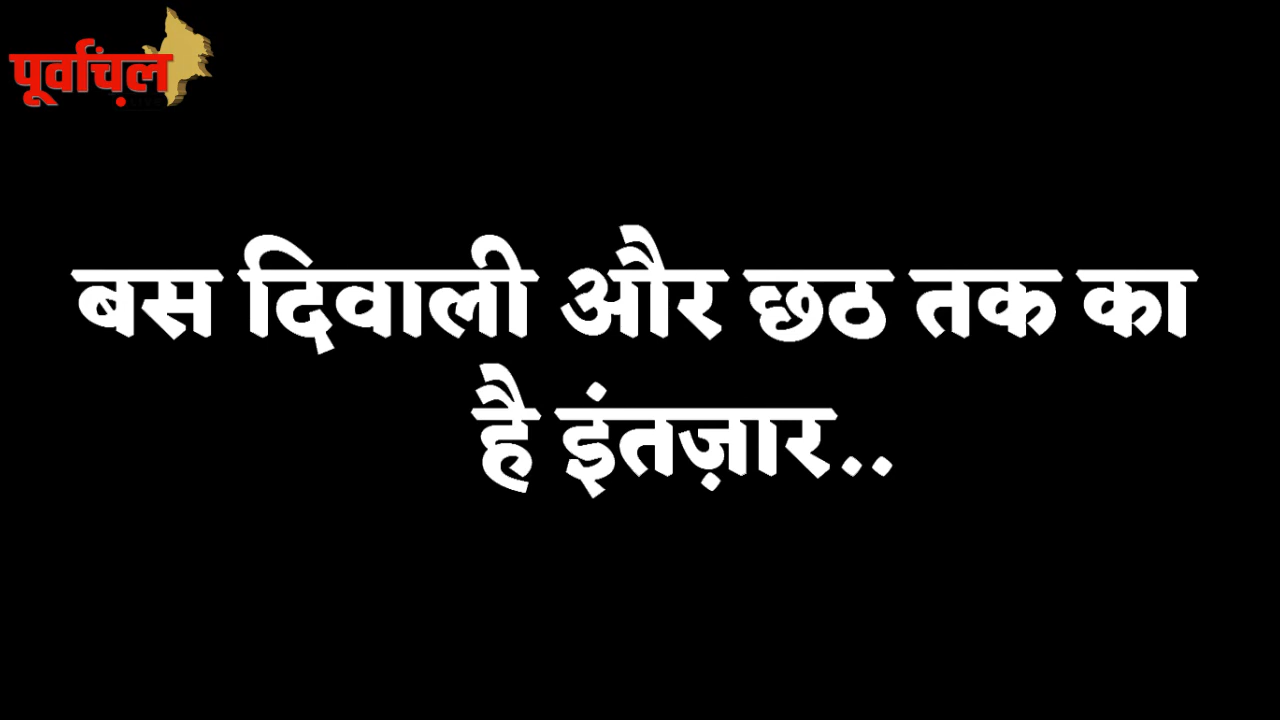 पूर्वांचल
बस दिवाली और छठ तक का
है इंतज़ार..